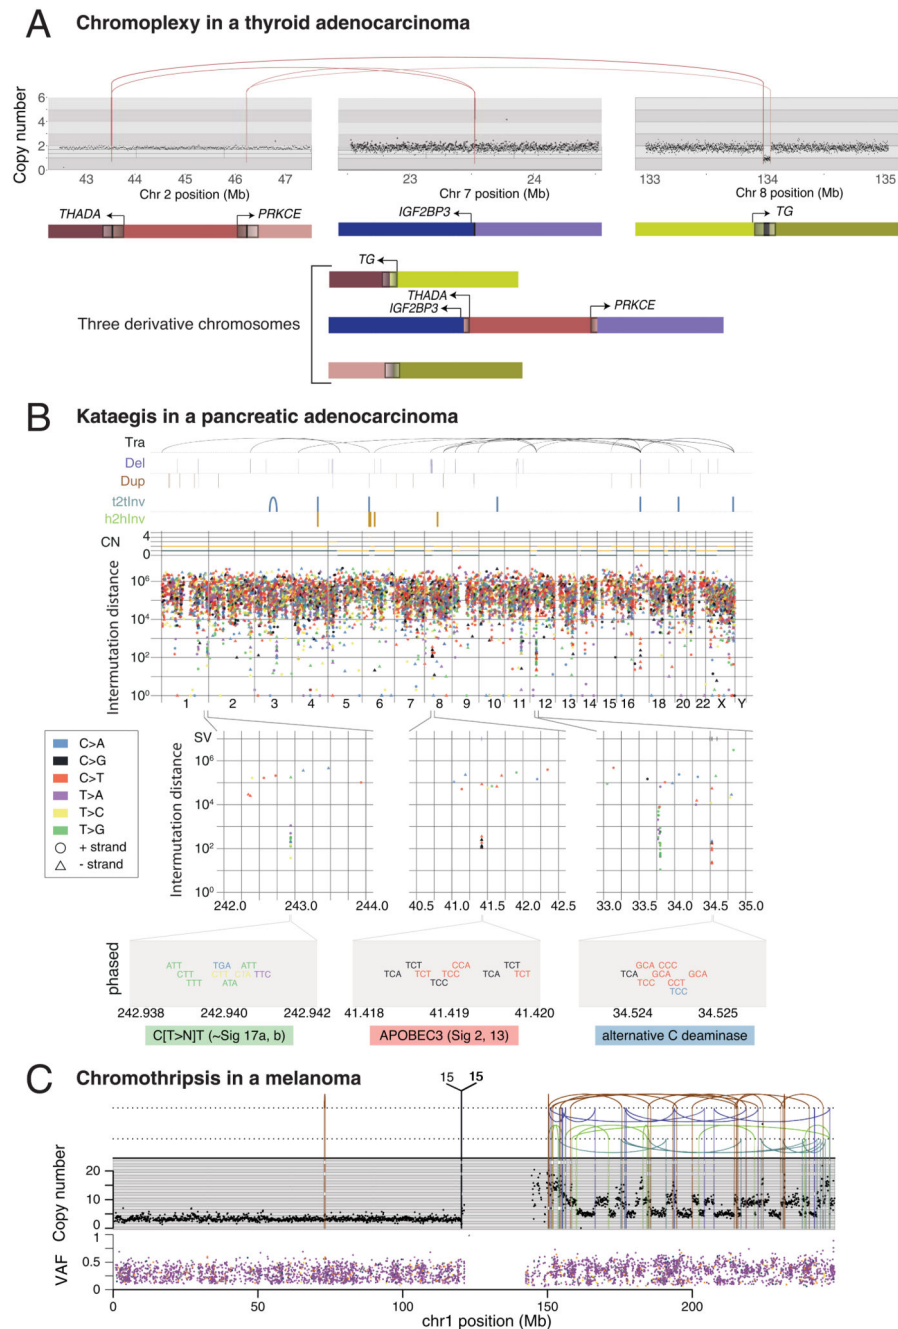 A Chromoplexy in a thyroid adenocarcinoma
Copy number
6
4
2
0
43 44 45 46 47
Chr 2 position (Mb)
23 24
Chr 7 position (Mb)
133 134 135
Chr 8 position (Mb)
THADA PRKCE
IGF2BP3
TG
Three derivative chromosomes
TG
THADA
IGF2BP3 PRKCE
B Kataegis in a pancreatic adenocarcinoma
Tra
Del
Dup
t2tInv
h2hInv
CN
4
0
Intermutation distance
10⁶
10⁴
10²
10⁰
1 2 3 4 5 6 7 8 9 10 11 12 13 14 15 16 18 20 22 X Y
C>A
C>G
C>T
T>A
T>C
T>G
+ strand
- strand
Intermutation distance
SV
10⁶
10⁴
10²
10⁰
242.0 243.0 244.0
40.5 41.0 41.5 42.0 42.5
33.0 33.5 34.0 34.5 35.0
phased
ATT TGA ATT
CTT TTC
TTT ATA
242.938 242.940 242.942
C[T>N]T (~Sig 17a, b)
TCT CCA TCT
TCA TCT TCC TCA TCT
TCC
41.418 41.419 41.420
APOBEC3 (Sig 2, 13)
GCA CCC
TCA GCA GCA
TCC CCT
TCC
34.524 34.525
alternative C deaminase
C Chromothripsis in a melanoma
15 15
Copy number
20
10
0
VAF
1
0.5
0
0 50 100 150 200
chr1 position (Mb)